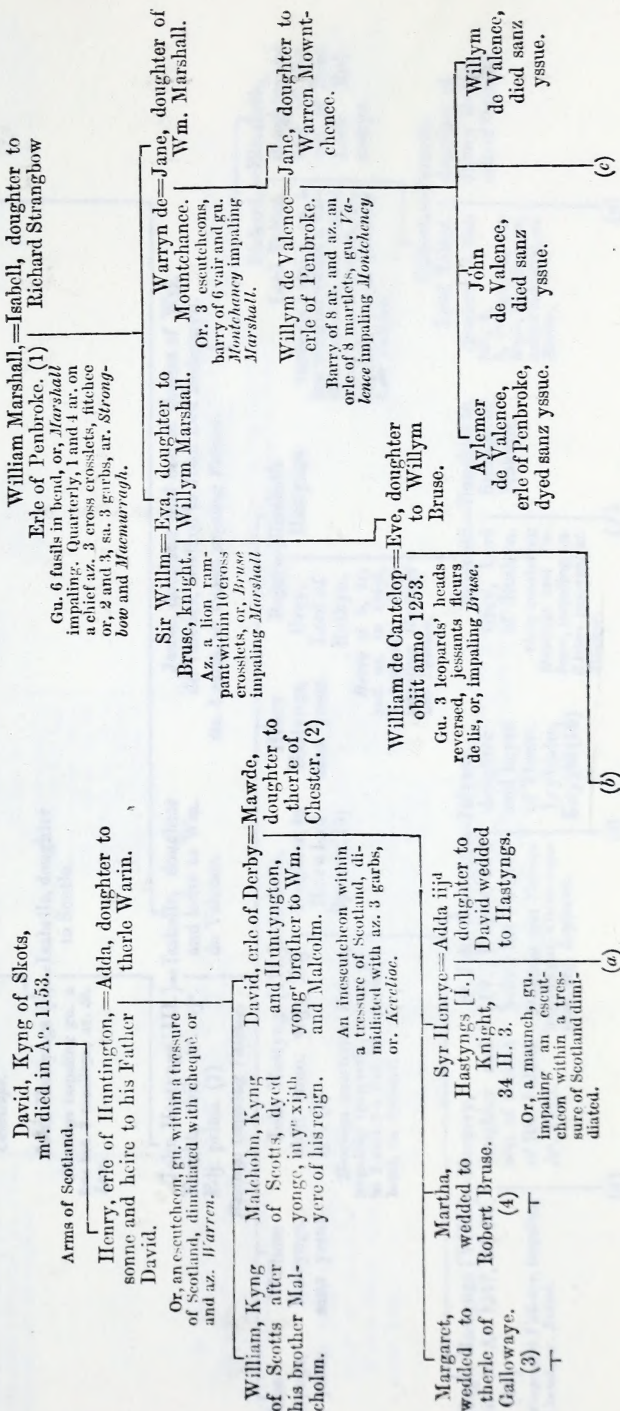 David, Kyng of Skots,
md. died in Ao. 1153.
Arms of Scotland.
Henry, erle of Huntington,=Adda, doughter to
sonne and heire to his Father
therle Warin.
David.
Or, an escutcheon, gu. within a tressure
of Scotland, dimidiated with cheque or
and az. Warren.
William, Kyng
of Scotts after
his brother Mal-
cholm.
Malcholm, Kyng
of Scotts, dyed
yonge, in ye xijth
yere of his reign.
David, erle of Derby=Mawde,
and Huntyngton,
yongr brother to Wm.
and Malcolm.
doughter to
therle of
Chester. (2)
An inescutcheon within
a tressure of Scotland, di-
midiated with az. 3 garbs,
or. Keveliac.
Margaret,
wedded to
therle of
Gallowaye.
(3)
Martha,
wedded to
Robert Bruse.
(4)
Syr Henrye=Adda iijd
Hastyngs [1.]
Knight,
34 H. 3.
doughter to
David wedded
to Hastyngs.
Or, a maunch, gu.
impaling an escut-
cheon within a tres-
sure of Scotland dimi-
diated.
(a)
William Marshall,=Isabell, doughter to
Erle of Penbroke. (1)
Richard Strangbow
Gu. 6 fusils in bend, or, Marshall
impaling. Quarterly, 1 and 4 ar. on
a chief az. 3 cross crosslets, fitchee
or, 2 and 3, sa. 3 garbs, ar. Strong-
bow and Macmurragh.
Sir Willm=Eva, doughter to
Bruse, knight.
Willym Marshall.
Az. a lion ram-
pant within 10 cross
crosslets, or, Bruse
impaling Marshall
Warryn de=Jane, doughter of
Mountchance.
Wm. Marshall.
Or. 3 escutcheons,
barry of 6 vair and gu.
Montchancy impaling
Marshall.
William de Cantelop=Eve, doughter
obiit anno 1253.
to Willym
Bruse.
Gu. 3 leopards' heads
reversed, jessants fleurs
de lis, or, impaling Bruse.
(b)
Willym de Valence=Jane, doughter to
erle of Penbroke.
Warren Mownt-
chence.
Barry of 8 ar. and az. an
orle of 8 martlets, gu. Va-
lence impaling Montchency
Aylemer
de Valence,
erle of Penbroke,
dyed sanz yssue.
John
de Valence,
died sanz
yssue.
(c)
Willym
de Valence,
died sanz
yssue.